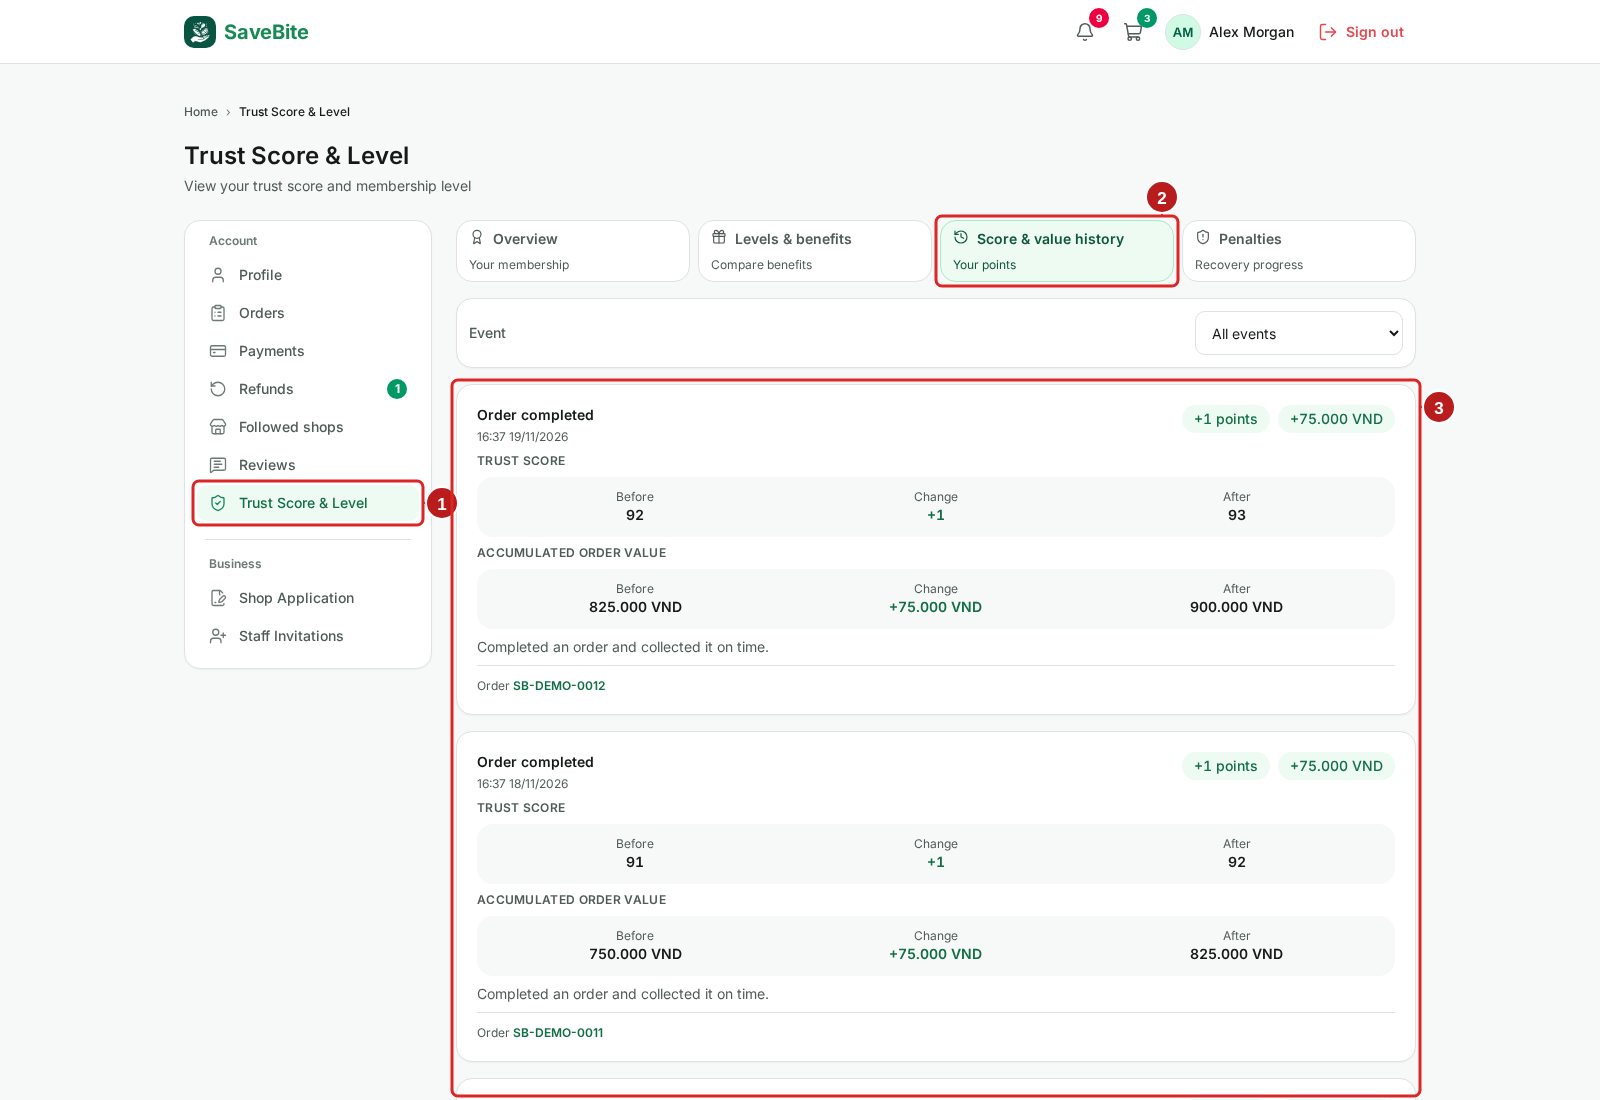 SaveBite
9
3
AM
Alex Morgan
Sign out
Home › Trust Score & Level
Trust Score & Level
View your trust score and membership level
Account
Profile
Orders
Payments
Refunds
1
Followed shops
Reviews
Trust Score & Level
1
Business
Shop Application
Staff Invitations
Overview
Your membership
Levels & benefits
Compare benefits
2
Score & value history
Your points
Penalties
Recovery progress
Event
All events
3
Order completed
+1 points
+75.000 VND
16:37 19/11/2026
TRUST SCORE
Before
Change
After
92
+1
93
ACCUMULATED ORDER VALUE
Before
Change
After
825.000 VND
+75.000 VND
900.000 VND
Completed an order and collected it on time.
Order SB-DEMO-0012
Order completed
+1 points
+75.000 VND
16:37 18/11/2026
TRUST SCORE
Before
Change
After
91
+1
92
ACCUMULATED ORDER VALUE
Before
Change
After
750.000 VND
+75.000 VND
825.000 VND
Completed an order and collected it on time.
Order SB-DEMO-0011